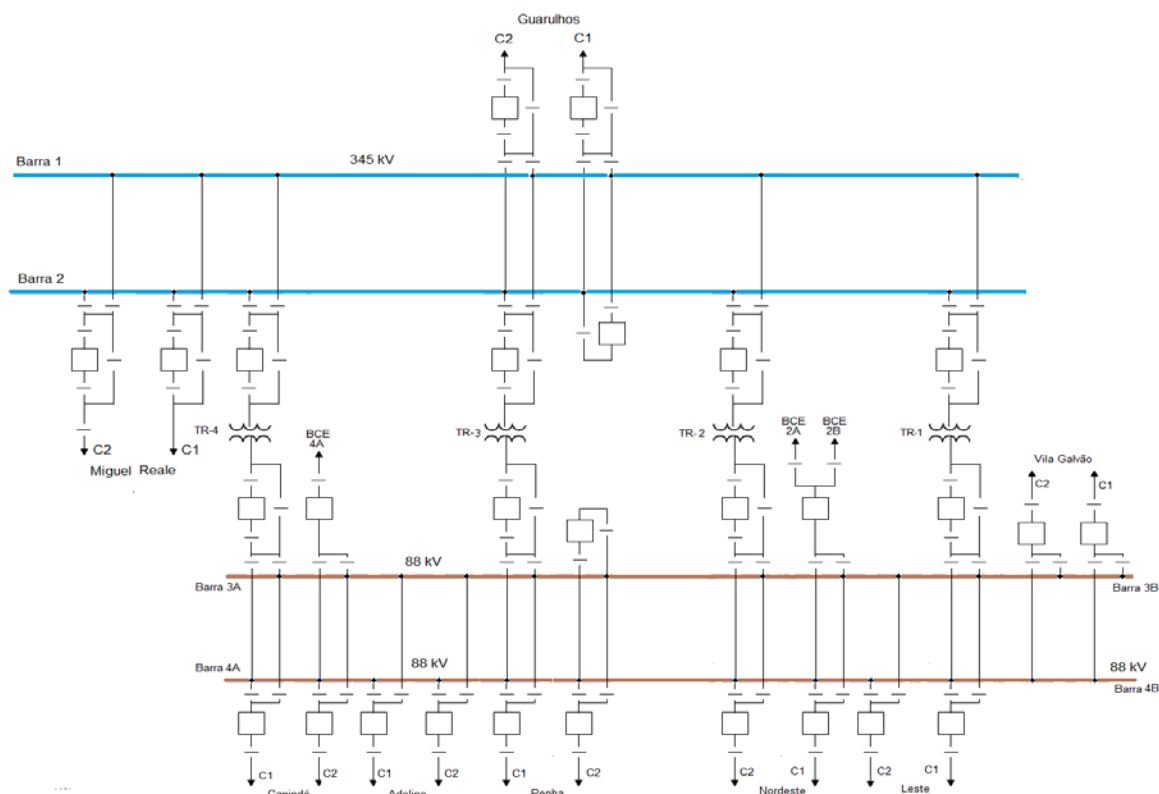 Guarulhos
C2 C1
Barra 1 345 kV
Barra 2
TR-4 BCE 4A TR-3 TR-2 BCE 2A BCE 2B TR-1
C2 C1
Miguel Reale
Vila Galvão
C2 C1
88 kV
Barra 3A Barra 3B
Barra 4A 88 kV 88 kV
Barra 4B
C1 C2 C1 C2 C1 C2 C2 C1 C2 C1
Nordeste Leste